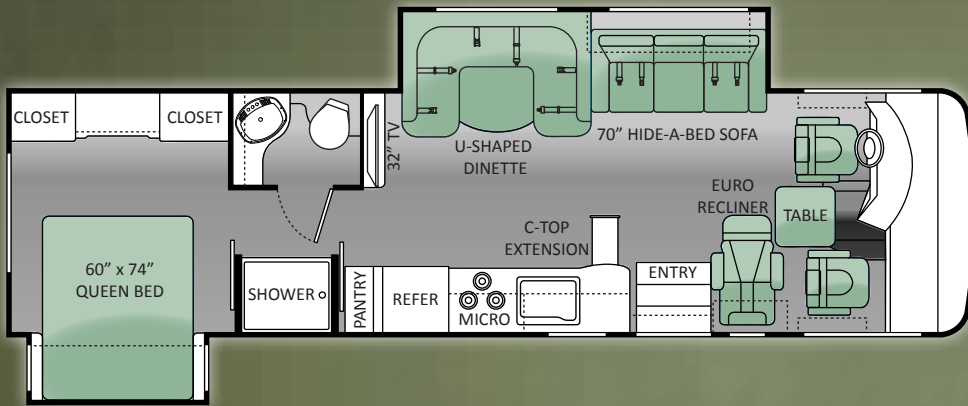 CLOSET
CLOSET
32” TV
U-SHAPED
DINETTE
70” HIDE-A-BED SOFA
EURO
RECLINER
TABLE
C-TOP
EXTENSION
60” x 74”
QUEEN BED
SHOWER
PANTRY
REFER
MICRO
ENTRY